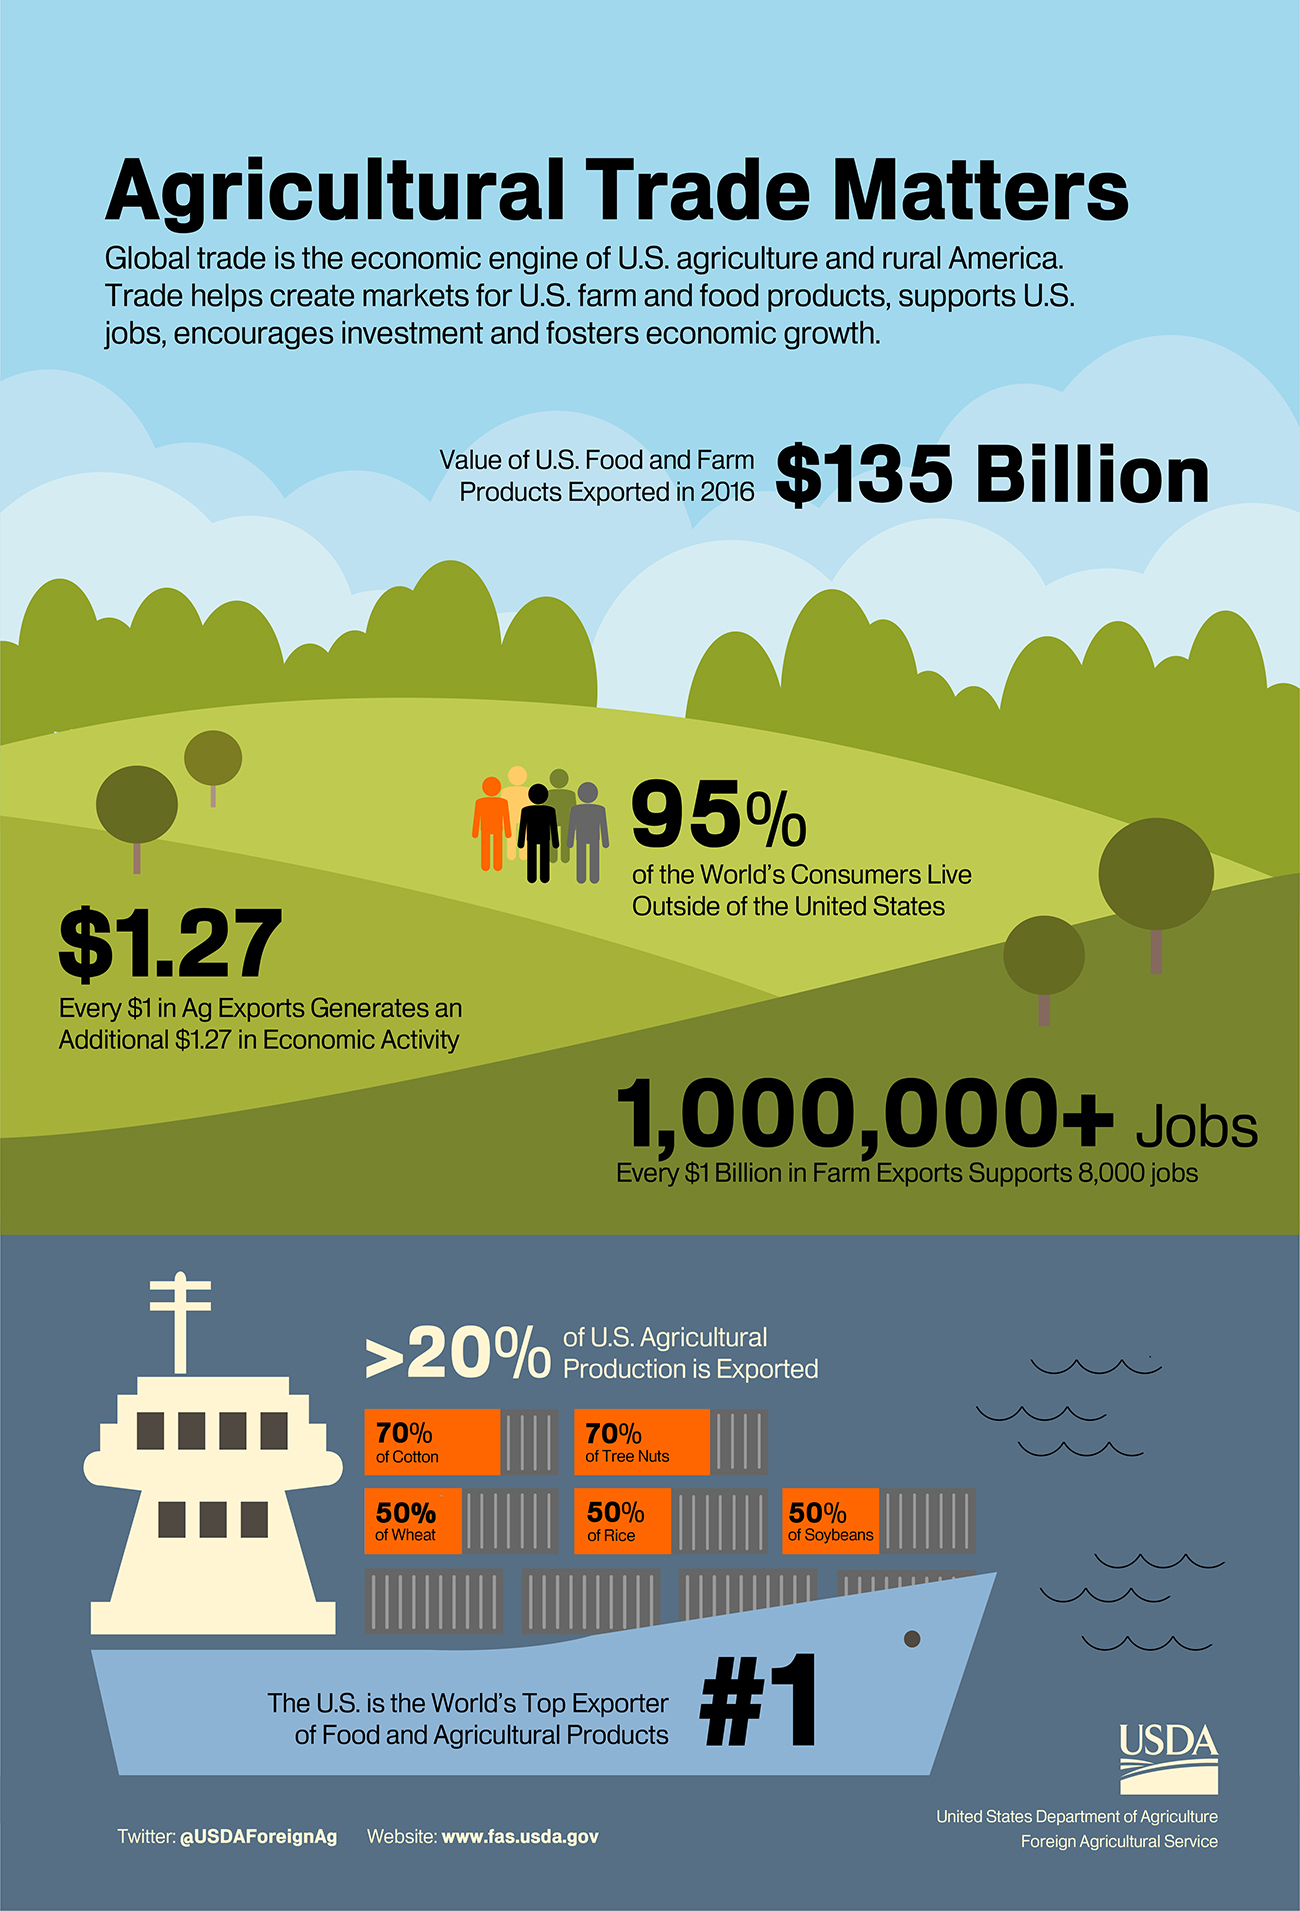 Agricultural Trade Matters
Global trade is the economic engine of U.S. agriculture and rural America.
Trade helps create markets for U.S. farm and food products, supports U.S.
jobs, encourages investment and fosters economic growth.
Value of U.S. Food and Farm
Products Exported in 2016
$135 Billion
95%
of the World's Consumers Live
Outside of the United States
$1.27
Every $1 in Ag Exports Generates an
Additional $1.27 in Economic Activity
1,000,000+ Jobs
Every $1 Billion in Farm Exports Supports 8,000 jobs
>20%
of U.S. Agricultural
Production is Exported
70%
of Cotton
70%
of Tree Nuts
50%
of Wheat
50%
of Rice
50%
of Soybeans
The U.S. is the World's Top Exporter
of Food and Agricultural Products
#1
USDA
United States Department of Agriculture
Foreign Agricultural Service
Twitter: @USDAForeignAg Website: www.fas.usda.gov